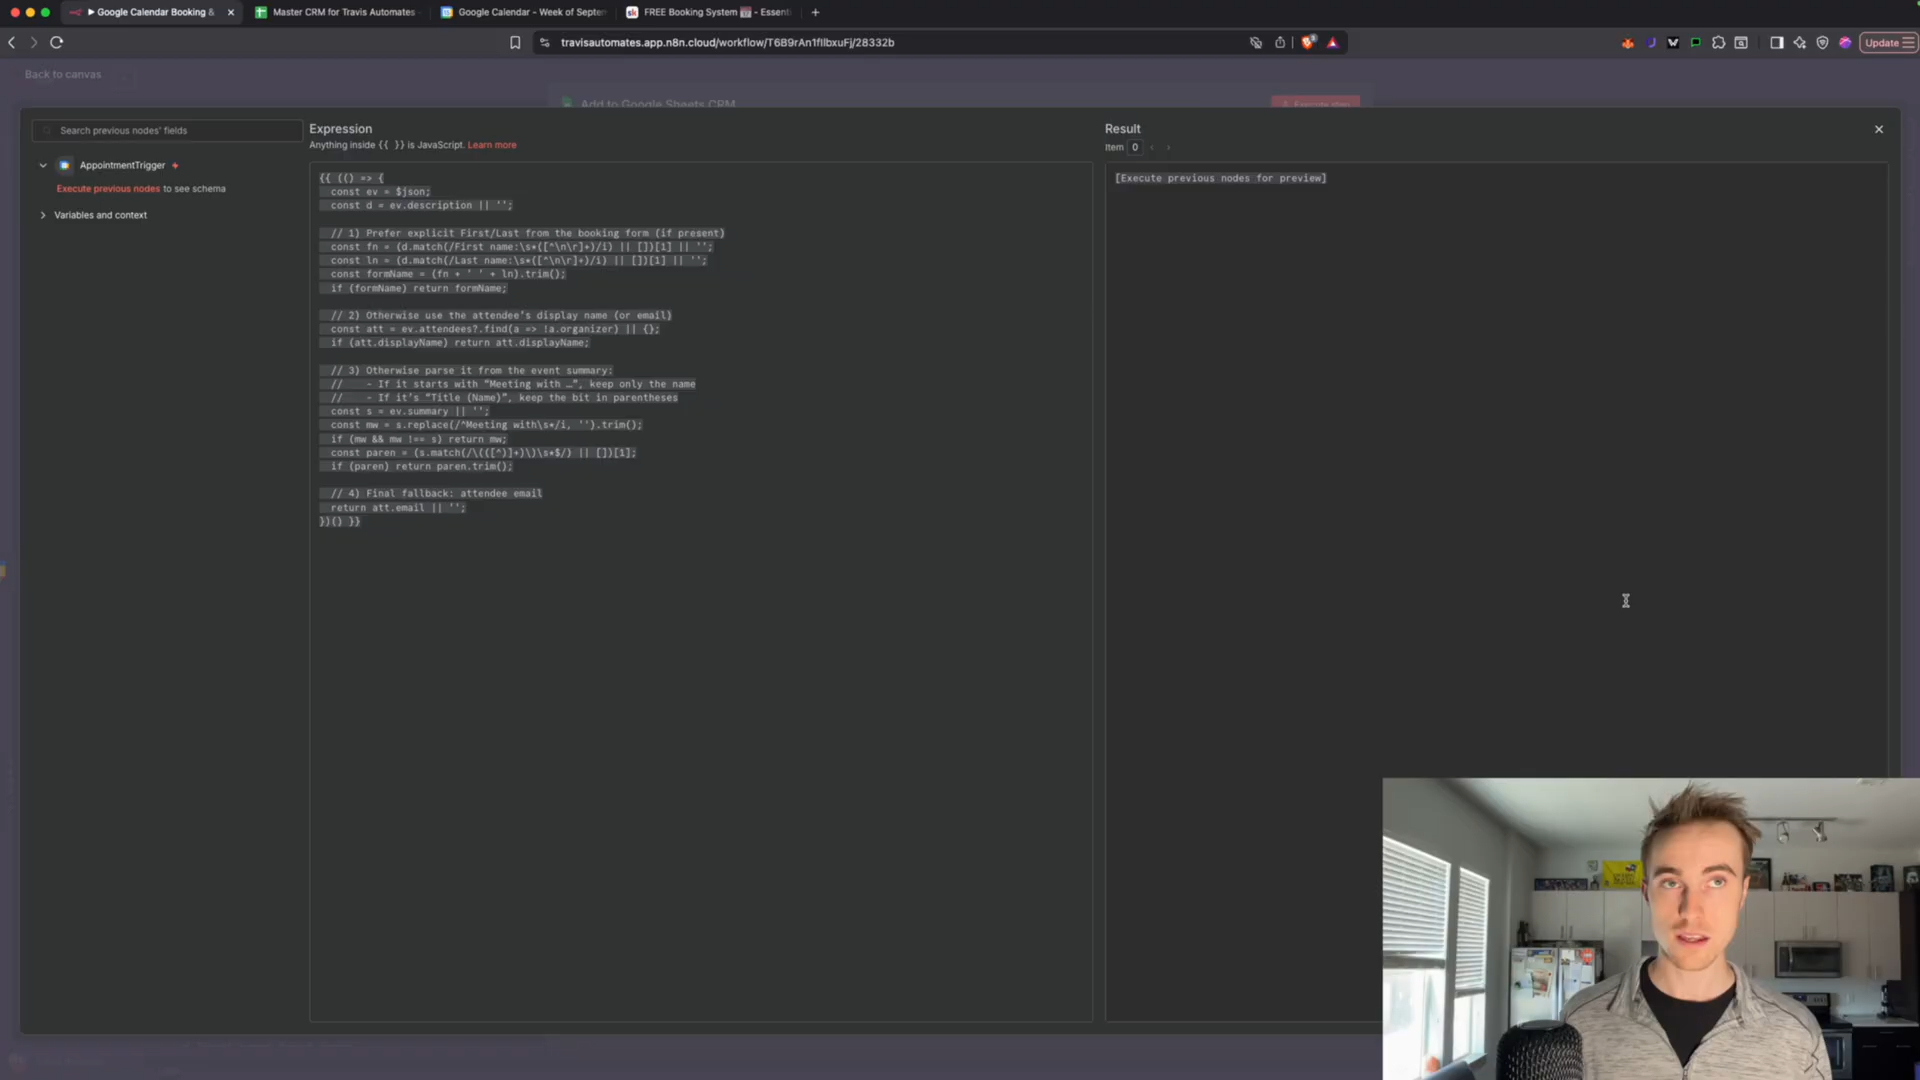 Google Calendar Booking &
Master CRM for Travis Automates
Google Calendar - Week of Septem
FREE Booking System 📅 - Essenti
travisautomates.app.n8n.cloud/workflow/T6B9rAn1fIlbxuFj/28332b
Update
Back to canvas
Add to Google Sheets CRM
Execute step
Search previous nodes' fields
AppointmentTrigger
Execute previous nodes to see schema
Variables and context
Expression
Anything inside {{ }} is JavaScript. Learn more
{{ (() => {
const ev = $json;
const d = ev.description || '';
// 1) Prefer explicit First/Last from the booking form (if present)
const fn = (d.match(/First name:\s*([^\n\r]+)/i) || [])[1] || '';
const ln = (d.match(/Last name:\s*([^\n\r]+)/i) || [])[1] || '';
const formName = (fn + ' ' + ln).trim();
if (formName) return formName;
// 2) Otherwise use the attendee’s display name (or email)
const att = ev.attendees?.find(a => !a.organizer) || {};
if (att.displayName) return att.displayName;
// 3) Otherwise parse it from the event summary:
//    - If it starts with “Meeting with …”, keep only the name
//    - If it’s “Title (Name)”, keep the bit in parentheses
const s = ev.summary || '';
const mw = s.replace(/^Meeting with\s*/i, '').trim();
if (mw && mw !== s) return mw;
const paren = (s.match(/\(([^)]+)\)\s*$/) || [])[1];
if (paren) return paren.trim();
// 4) Final fallback: attendee email
return att.email || '';
})() }}
Result
Item 0
[Execute previous nodes for preview]